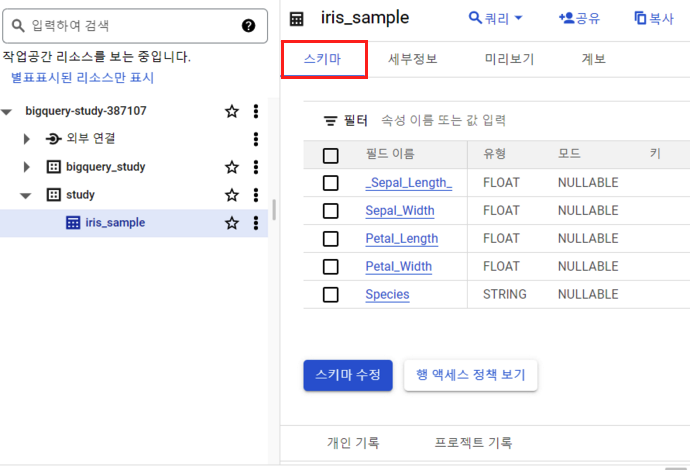 입력하여 검색
작업공간 리소스를 보는 중입니다.
별표표시된 리소스만 표시
bigquery-study-387107
외부 연결
bigquery_study
study
iris_sample
iris_sample 쿼리 공유 복사
스키마 세부정보 미리보기 계보
필터 속성 이름 또는 값 입력
필드 이름 유형 모드 키
_Sepal_Length_ FLOAT NULLABLE
Sepal_Width FLOAT NULLABLE
Petal_Length FLOAT NULLABLE
Petal_Width FLOAT NULLABLE
Species STRING NULLABLE
스키마 수정 행 액세스 정책 보기
개인 기록 프로젝트 기록